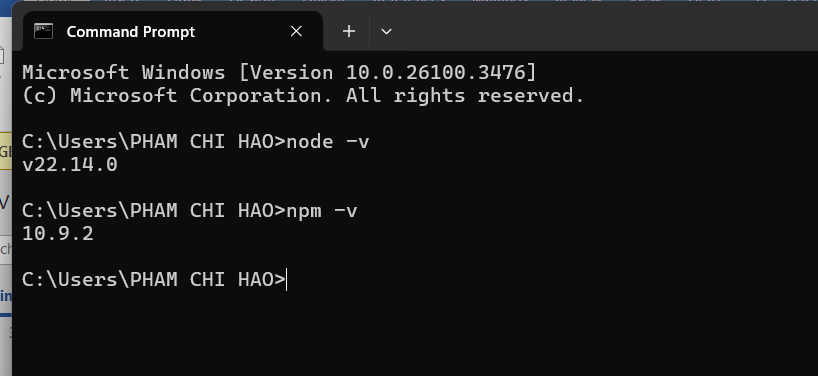 Command Prompt
Microsoft Windows [Version 10.0.26100.3476]
(c) Microsoft Corporation. All rights reserved.
C:\Users\PHAM CHI HAO>node -v
v22.14.0
C:\Users\PHAM CHI HAO>npm -v
10.9.2
C:\Users\PHAM CHI HAO>